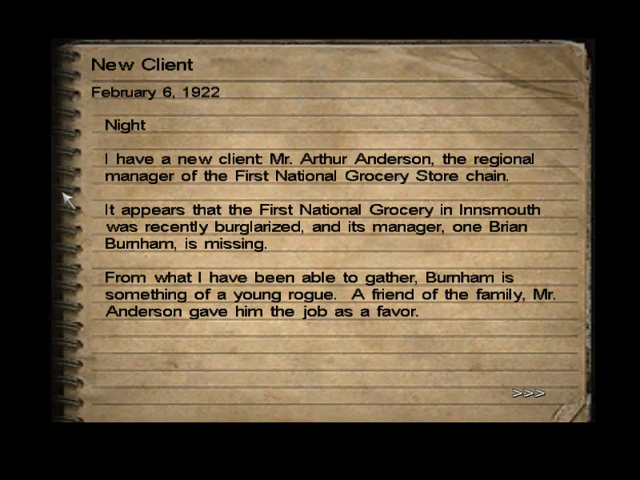 New Client
February 6, 1922
Night
I have a new client: Mr. Arthur Anderson, the regional
manager of the First National Grocery Store chain.
It appears that the First National Grocery in Innsmouth
was recently burglarized, and its manager, one Brian
Burnham, is missing.
From what I have been able to gather, Burnham is
something of a young rogue.  A friend of the family, Mr.
Anderson gave him the job as a favor.
>>>